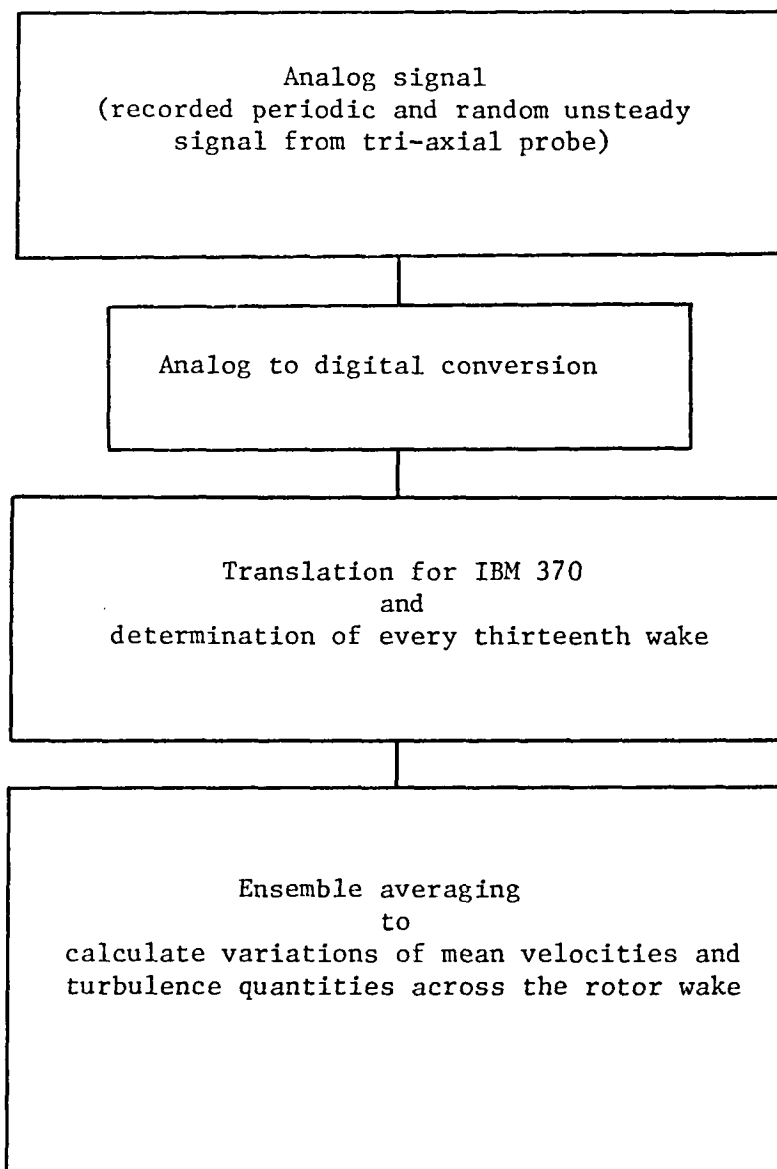 Analog signal
(recorded periodic and random unsteady
signal from tri-axial probe)
Analog to digital conversion
Translation for IBM 370
and
determination of every thirteenth wake
Ensemble averaging
to
calculate variations of mean velocities and
turbulence quantities across the rotor wake